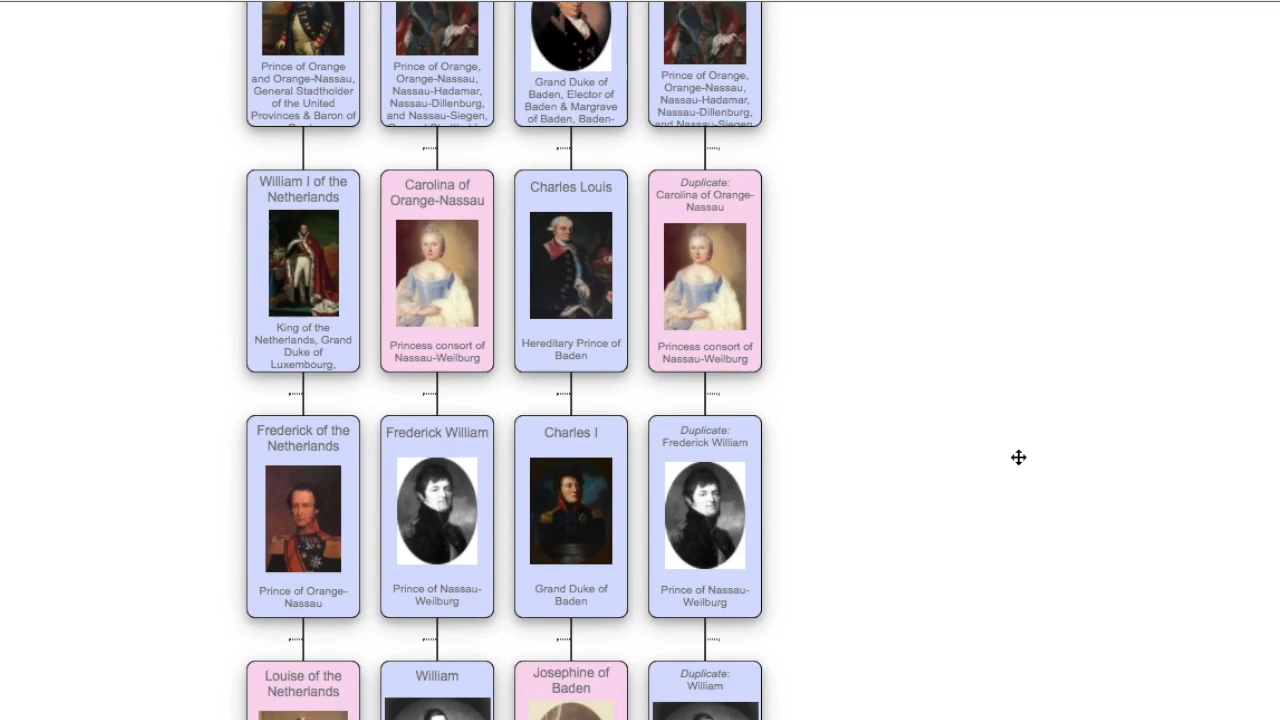 Prince of Orange
and Orange-Nassau,
General Stadtholder
of the United
Provinces & Baron of
Prince of Orange,
Orange-Nassau,
Nassau-Hadamar,
Nassau-Dillenburg,
and Nassau-Siegen,
Grand Duke of
Baden, Elector of
Baden & Margrave
of Baden, Baden-
Prince of Orange,
Orange-Nassau,
Nassau-Hadamar,
Nassau-Dillenburg,
and Nassau-Siegen
William I of the
Netherlands
King of the
Netherlands, Grand
Duke of
Luxembourg,
Carolina of
Orange-Nassau
Princess consort of
Nassau-Weilburg
Charles Louis
Hereditary Prince of
Baden
Duplicate:
Carolina of Orange-
Nassau
Princess consort of
Nassau-Weilburg
Frederick of the
Netherlands
Prince of Orange-
Nassau
Frederick William
Prince of Nassau-
Weilburg
Charles I
Grand Duke of
Baden
Duplicate:
Frederick William
Prince of Nassau-
Weilburg
Louise of the
Netherlands
William
Josephine of
Baden
Duplicate:
William